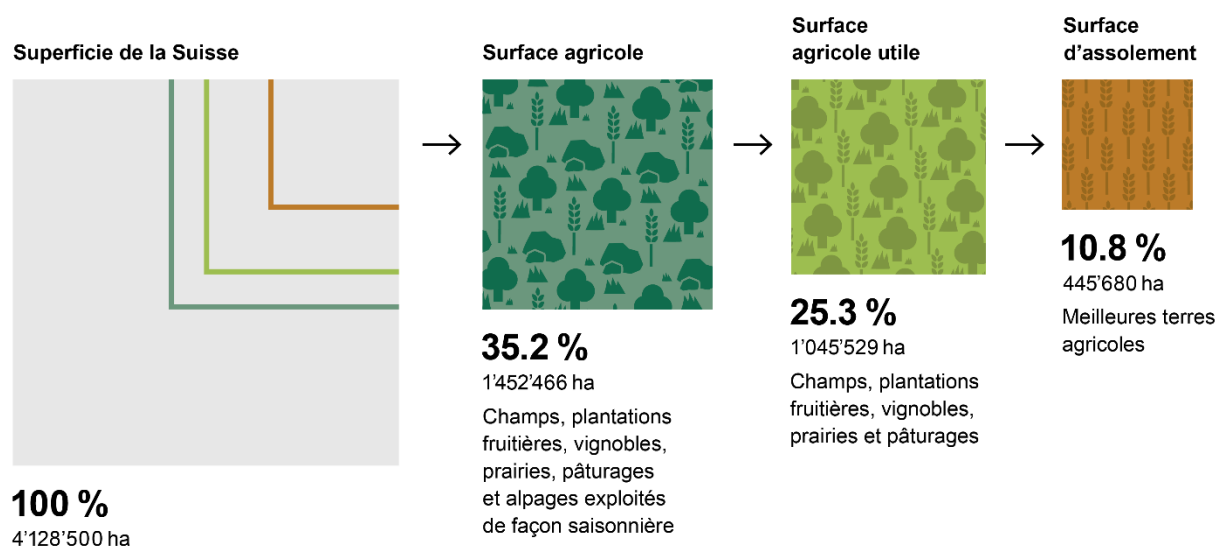 Superficie de la Suisse
100 %
4'128'500 ha
Surface agricole
35.2 %
1'452'466 ha
Champs, plantations
fruitières, vignobles,
prairies, pâturages
et alpages exploités
de façon saisonnière
Surface
agricole utile
25.3 %
1'045'529 ha
Champs, plantations
fruitières, vignobles,
prairies et pâturages
Surface
d’assolement
10.8 %
445'680 ha
Meilleures terres
agricoles